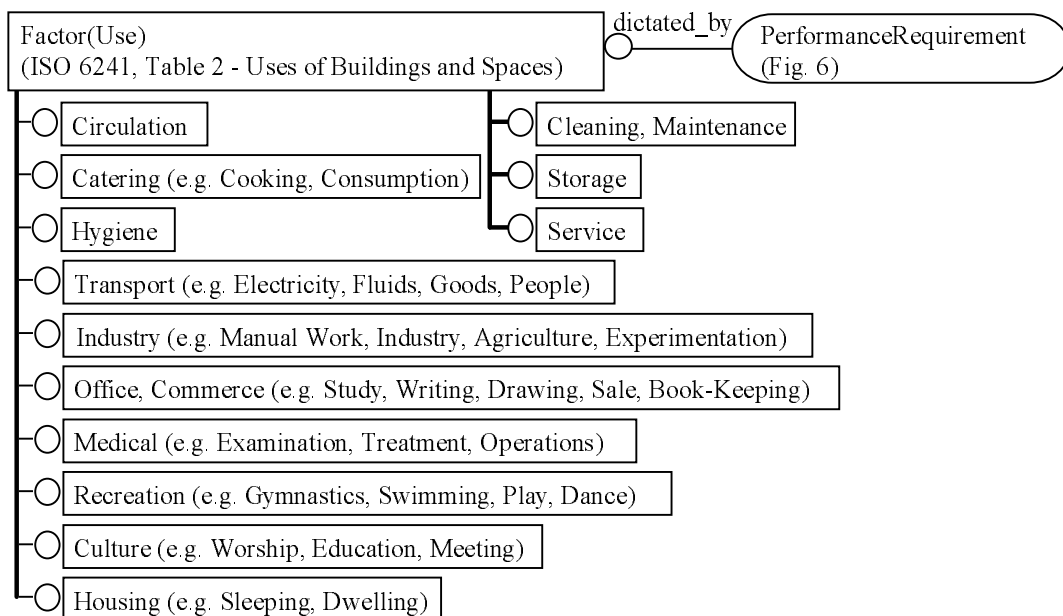 Factor(Use)
(ISO 6241, Table 2 - Uses of Buildings and Spaces)
dictated_by
PerformanceRequirement
(Fig. 6)
Circulation
Cleaning, Maintenance
Catering (e.g. Cooking, Consumption)
Storage
Hygiene
Service
Transport (e.g. Electricity, Fluids, Goods, People)
Industry (e.g. Manual Work, Industry, Agriculture, Experimentation)
Office, Commerce (e.g. Study, Writing, Drawing, Sale, Book-Keeping)
Medical (e.g. Examination, Treatment, Operations)
Recreation (e.g. Gymnastics, Swimming, Play, Dance)
Culture (e.g. Worship, Education, Meeting)
Housing (e.g. Sleeping, Dwelling)